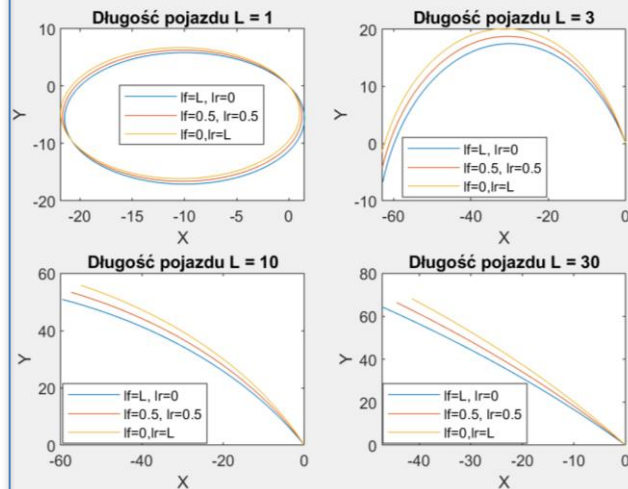 Długość pojazdu L = 1
10
0
-10
-20
Y
-20
-15
-10
-5
0
X
lf=L, lr=0
lf=0.5, lr=0.5
lf=0,lr=L
Długość pojazdu L = 3
20
10
0
-10
Y
-60
-40
-20
0
X
lf=L, lr=0
lf=0.5, lr=0.5
lf=0,lr=L
Długość pojazdu L = 10
60
40
20
0
Y
-60
-40
-20
0
X
lf=L, lr=0
lf=0.5, lr=0.5
lf=0,lr=L
Długość pojazdu L = 30
80
60
40
20
0
Y
-40
-30
-20
-10
0
X
lf=L, lr=0
lf=0.5, lr=0.5
lf=0,lr=L